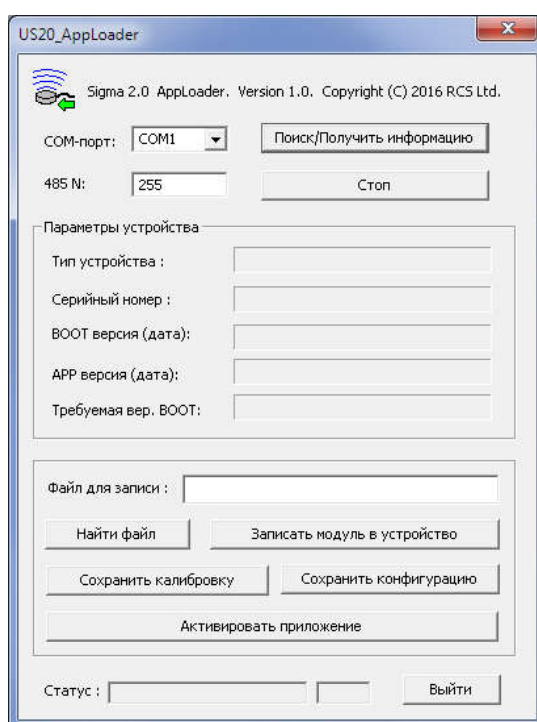 US20_AppLoader
Sigma 2.0 AppLoader. Version 1.0. Copyright (C) 2016 RCS Ltd.
COM-порт: COM1 Поиск/Получить информацию
485 N: 255 Стоп
Параметры устройства
Тип устройства :
Серийный номер :
BOOT версия (дата):
APP версия (дата):
Требуемая вер. BOOT:
Файл для записи :
Найти файл Записать модуль в устройство
Сохранить калибровку Сохранить конфигурацию
Активировать приложение
Статус : Выйти